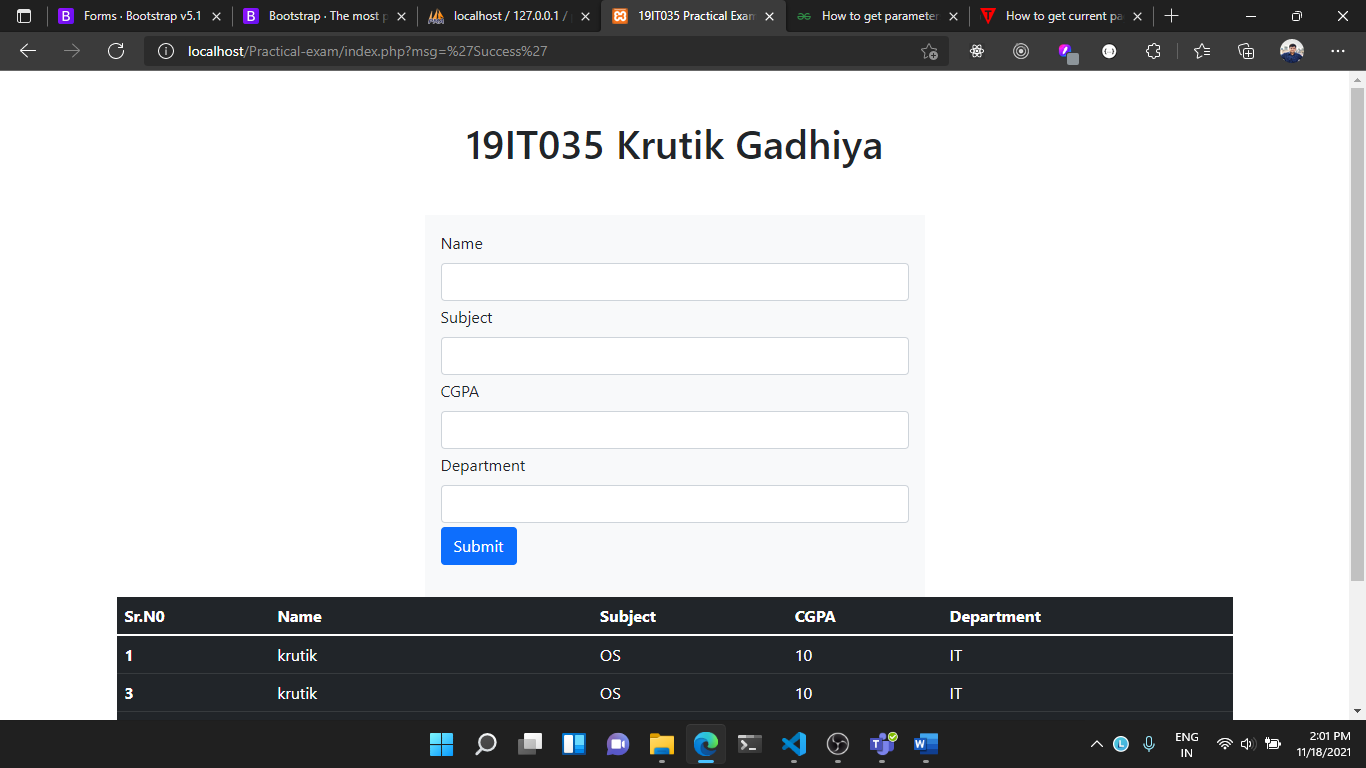 Forms · Bootstrap v5.1
Bootstrap · The most p
localhost / 127.0.0.1 /
19IT035 Practical Exam
How to get parameter
How to get current pa
localhost/Practical-exam/index.php?msg=%27Success%27
19IT035 Krutik Gadhiya
Name
Subject
CGPA
Department
Submit
Sr.N0 Name Subject CGPA Department
1 krutik OS 10 IT
3 krutik OS 10 IT
ENG
IN
2:01 PM
11/18/2021